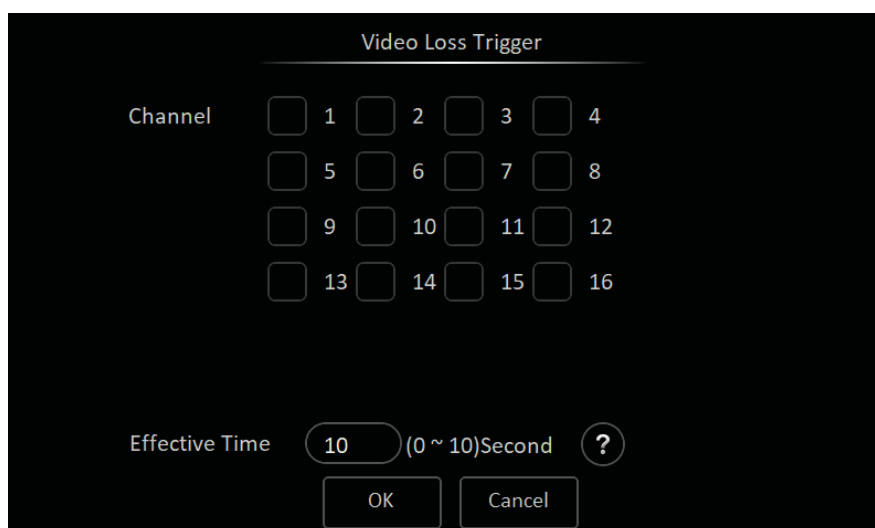 Video Loss Trigger
Channel 1 2 3 4
5 6 7 8
9 10 11 12
13 14 15 16
Effective Time 10 (0 ~ 10)Second ?
OK Cancel